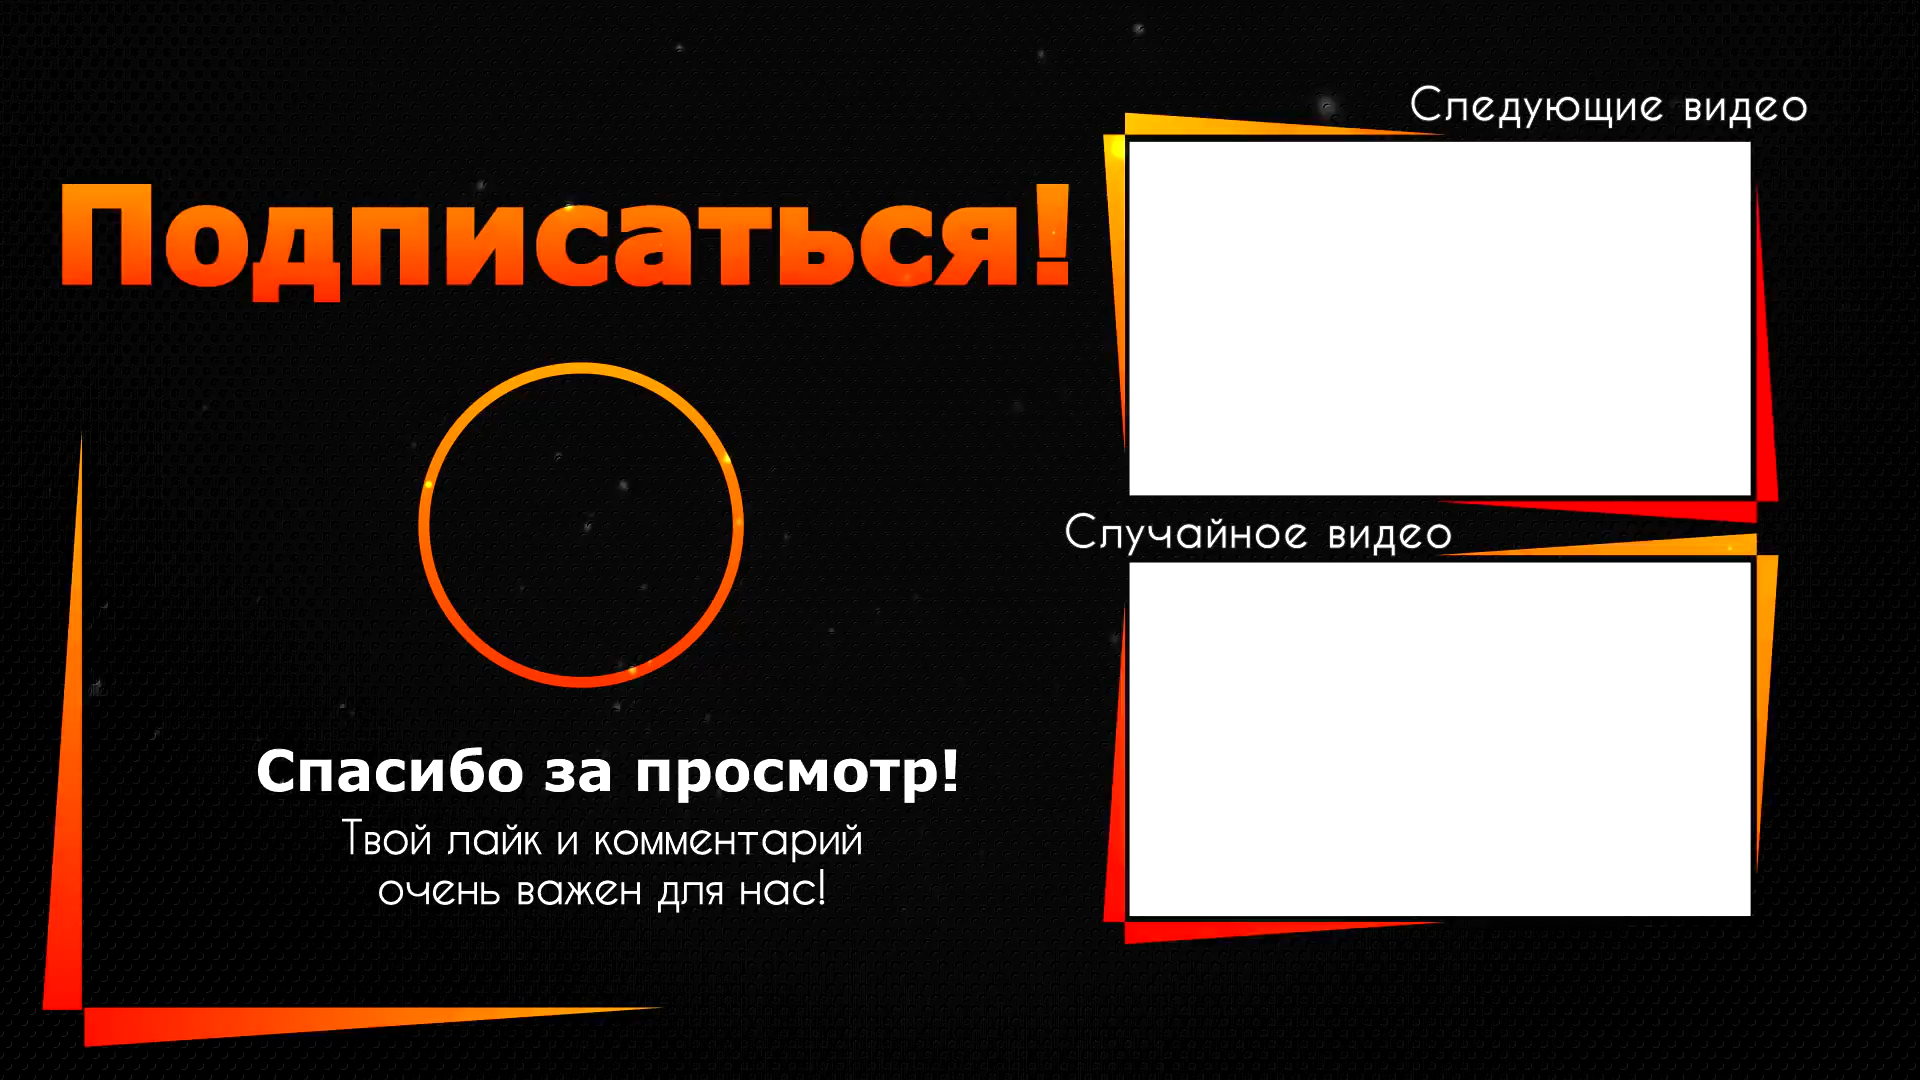 Следующие видео
Подписаться!
Случайное видео
Спасибо за просмотр!
Твой лайк и комментарий
очень важен для нас!